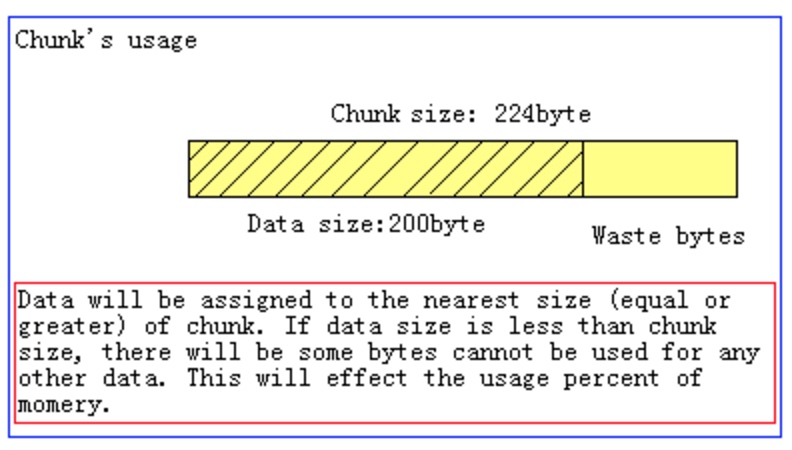 Chunk's usage
Chunk size: 224byte
Data size:200byte
Waste bytes
Data will be assigned to the nearest size (equal or
greater) of chunk. If data size is less than chunk
size, there will be some bytes cannot be used for any
other data. This will effect the usage percent of
momery.